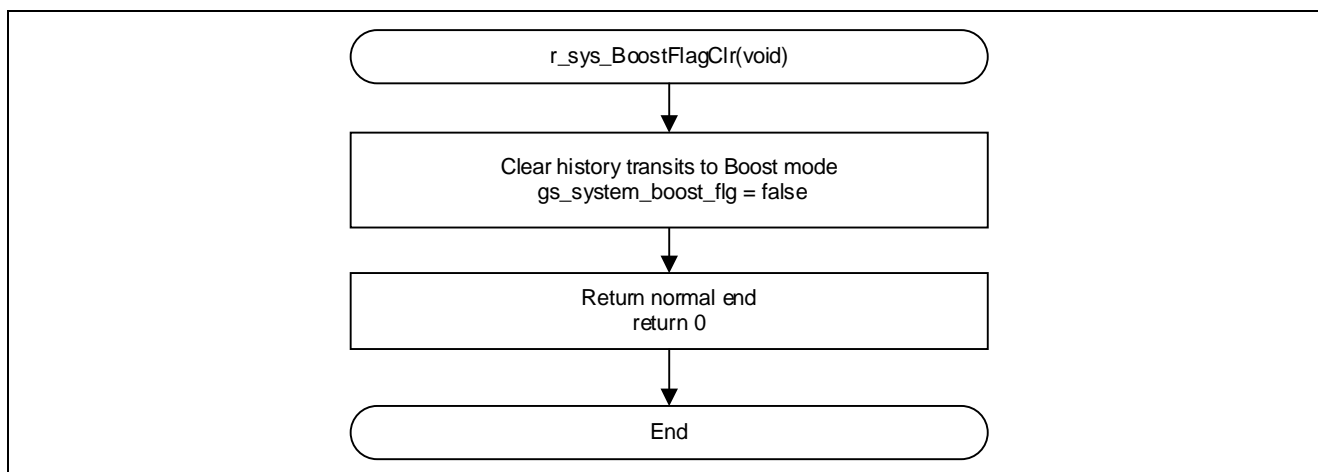 r_sys_BoostFlagClr(void)
Clear history transits to Boost mode
gs_system_boost_flg = false
Return normal end
return 0
End